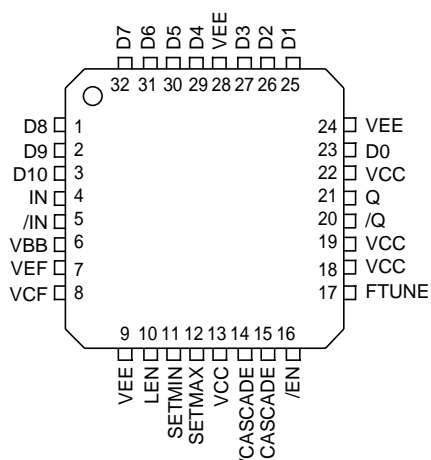 D7 D6 D5 D4 VEE D3 D2 D1
32 31 30 29 28 27 26 25
D8 1
D9 2
D10 3
IN 4
/IN 5
VBB 6
VEF 7
VCF 8
24 VEE
23 D0
22 VCC
21 Q
20 /Q
19 VCC
18 VCC
17 FTUNE
9 10 11 12 13 14 15 16
VEE LEN SETMIN SETMAX VCC /CASCADE CASCADE /EN